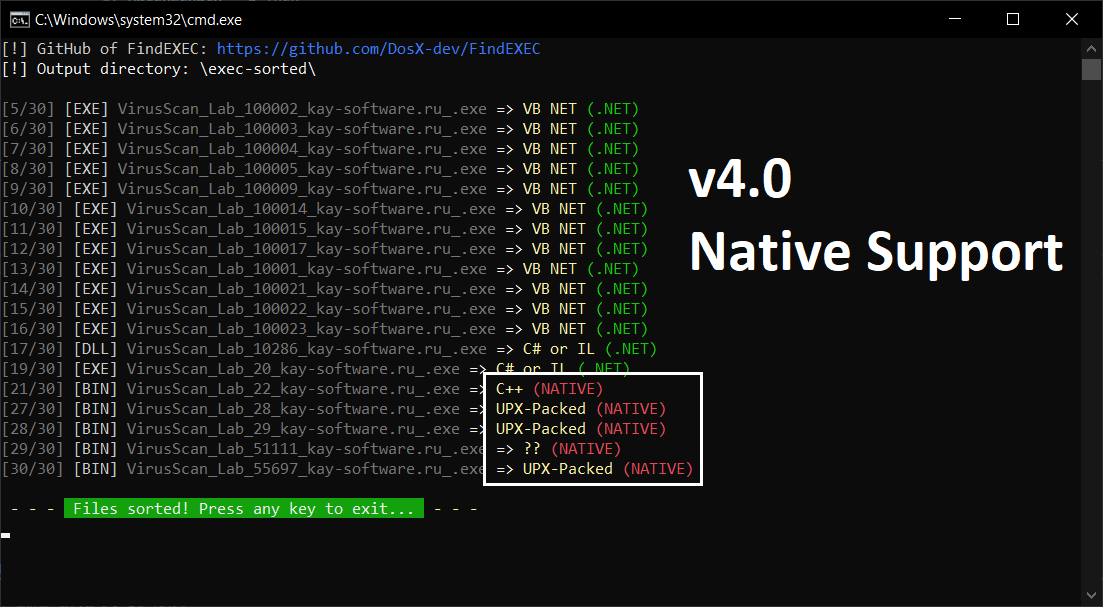 C:\Windows\system32\cmd.exe
[!] GitHub of FindEXEC: https://github.com/DosX-dev/FindEXEC
[!] Output directory: \exec-sorted\
[5/30] [EXE] VirusScan_Lab_100002_kay-software.ru_.exe => VB NET (.NET)
[6/30] [EXE] VirusScan_Lab_100003_kay-software.ru_.exe => VB NET (.NET)
[7/30] [EXE] VirusScan_Lab_100004_kay-software.ru_.exe => VB NET (.NET)
[8/30] [EXE] VirusScan_Lab_100005_kay-software.ru_.exe => VB NET (.NET)
[9/30] [EXE] VirusScan_Lab_100009_kay-software.ru_.exe => VB NET (.NET)
[10/30] [EXE] VirusScan_Lab_100014_kay-software.ru_.exe => VB NET (.NET)
[11/30] [EXE] VirusScan_Lab_100015_kay-software.ru_.exe => VB NET (.NET)
[12/30] [EXE] VirusScan_Lab_100017_kay-software.ru_.exe => VB NET (.NET)
[13/30] [EXE] VirusScan_Lab_10001_kay-software.ru_.exe => VB NET (.NET)
[14/30] [EXE] VirusScan_Lab_100021_kay-software.ru_.exe => VB NET (.NET)
[15/30] [EXE] VirusScan_Lab_100022_kay-software.ru_.exe => VB NET (.NET)
[16/30] [EXE] VirusScan_Lab_100023_kay-software.ru_.exe => VB NET (.NET)
[17/30] [DLL] VirusScan_Lab_10286_kay-software.ru_.exe => C# or IL (.NET)
[19/30] [EXE] VirusScan_Lab_20_kay-software.ru_.exe => C# or IL (.NET)
[21/30] [BIN] VirusScan_Lab_22_kay-software.ru_.exe => C++ (NATIVE)
[27/30] [BIN] VirusScan_Lab_28_kay-software.ru_.exe => UPX-Packed (NATIVE)
[28/30] [BIN] VirusScan_Lab_29_kay-software.ru_.exe => UPX-Packed (NATIVE)
[29/30] [BIN] VirusScan_Lab_51111_kay-software.ru_.exe => ?? (NATIVE)
[30/30] [BIN] VirusScan_Lab_55697_kay-software.ru_.exe => UPX-Packed (NATIVE)
- - - Files sorted! Press any key to exit... - - -
v4.0
Native Support